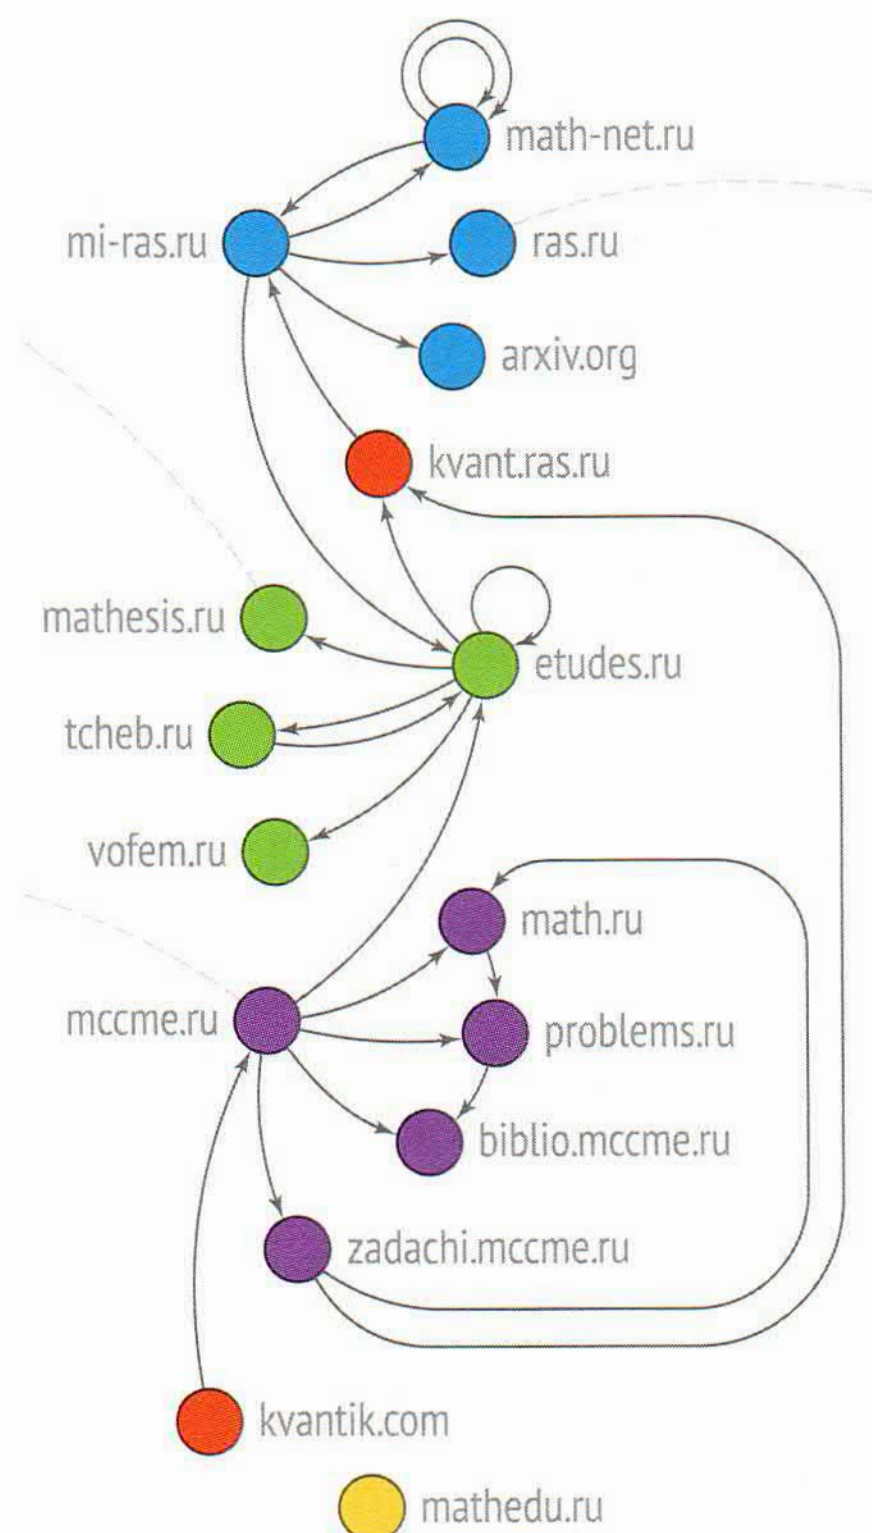 math-net.ru
mi-ras.ru
ras.ru
arxiv.org
kvant.ras.ru
mathesis.ru
etudes.ru
tcheb.ru
vofem.ru
math.ru
mccme.ru
problems.ru
biblio.mccme.ru
zadachi.mccme.ru
kvantik.com
mathedu.ru